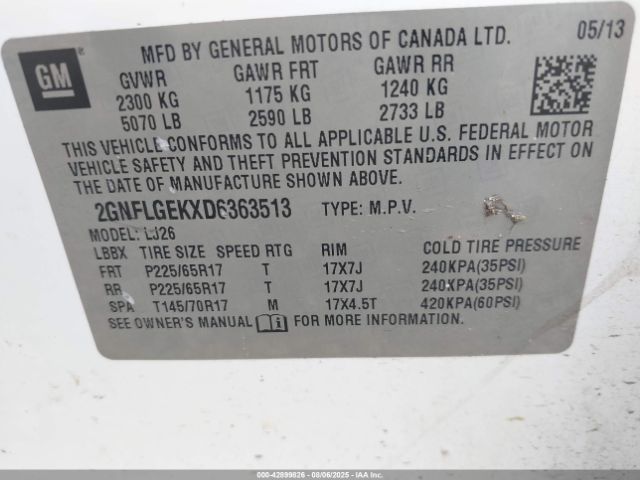 GM
MFD BY GENERAL MOTORS OF CANADA LTD. 05/13
GVWR GAWR FRT GAWR RR
2300 KG 1175 KG 1240 KG
5070 LB 2590 LB 2733 LB
THIS VEHICLE CONFORMS TO ALL APPLICABLE U.S. FEDERAL MOTOR
VEHICLE SAFETY AND THEFT PREVENTION STANDARDS IN EFFECT ON
THE DATE OF MANUFACTURE SHOWN ABOVE.
2GNFLGEKXD6363513 TYPE: M.P.V.
MODEL: LJ26
LBBX TIRE SIZE SPEED RTG RIM COLD TIRE PRESSURE
FRT P225/65R17 T 17X7J 240KPA(35PSI)
RR P225/65R17 T 17X7J 240KPA(35PSI)
SPA T145/70R17 M 17X4.5T 420KPA(60PSI)
SEE OWNER'S MANUAL FOR MORE INFORMATION.
000-42899826 - 08/06/2025 - IAA, Inc.